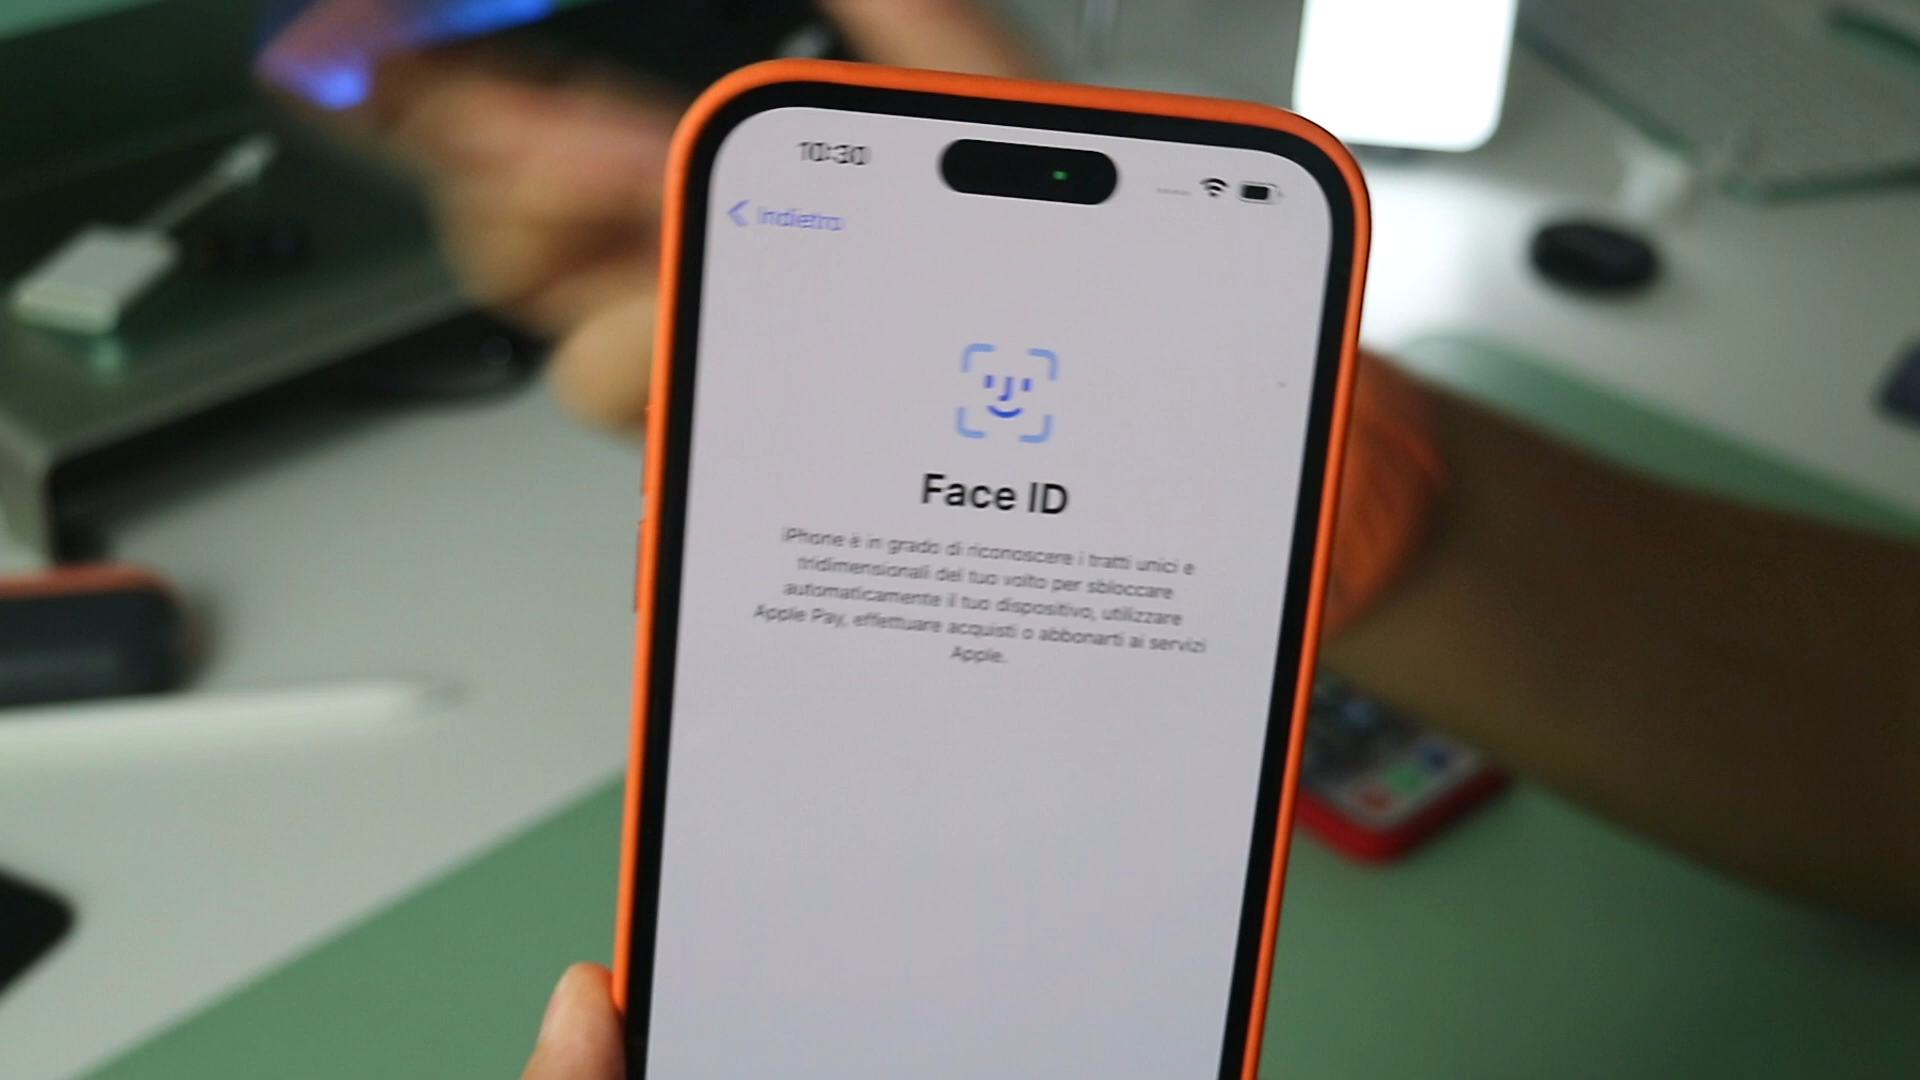 10:30
Indietro
Face ID
iPhone è in grado di riconoscere i tratti unici e
tridimensionali del tuo volto per sbloccare
automaticamente il tuo dispositivo, utilizzare
Apple Pay, effettuare acquisti o abbonarti ai servizi
Apple.